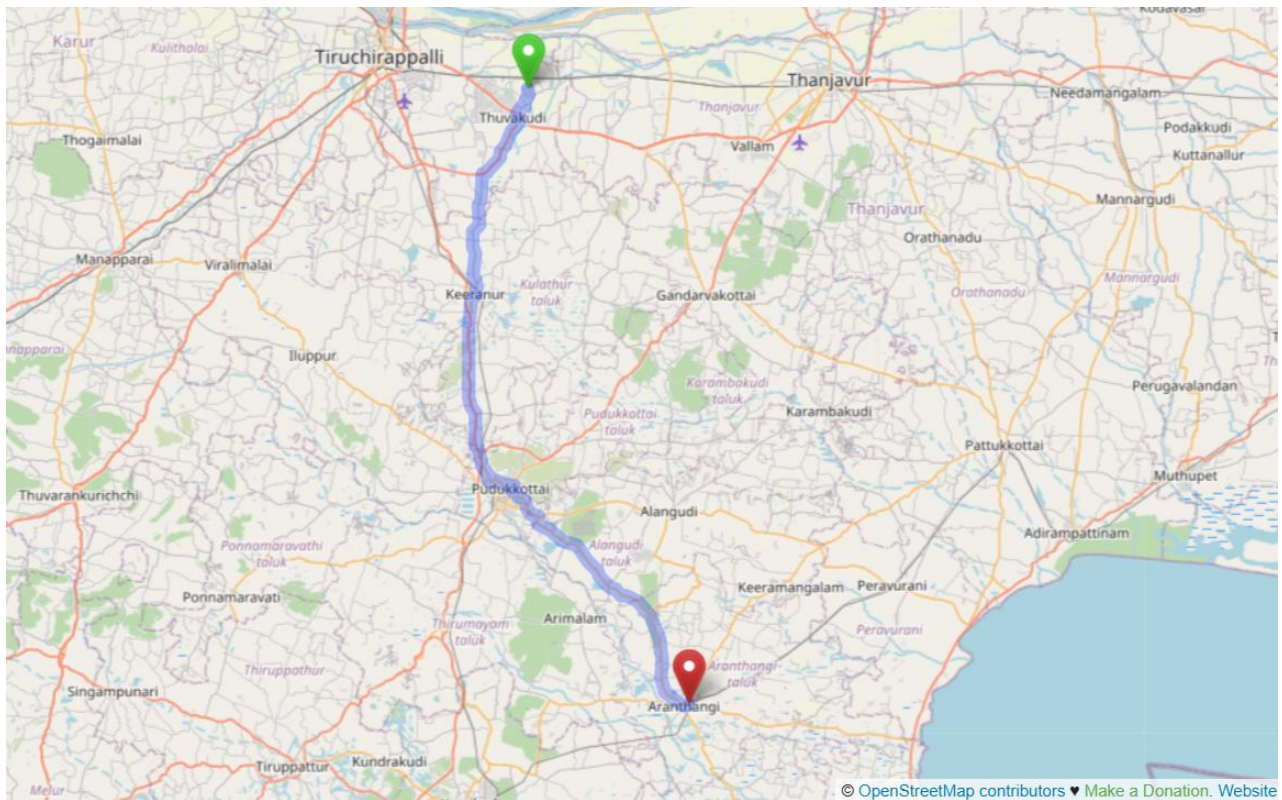 Kodavasar
Karur
Kulithalai
Tiruchirappalli
Thanjavur
Needamangalam
Thuvakudi
Thanjavur
Podakkudi
Thogaimalai
Vallam
Kuttanallur
Mannargudi
Thanjavur
Orathanadu
Manapparai
Viralimalai
Mannargudi
Keeranur
Kulathur
taluk
Gandarvakottai
Orathanadu
Iluppur
Karambakudi
taluk
Perugavalandan
Pudukkottai
taluk
Karambakudi
Pattukkottai
Muthupet
Thuvarankurichchi
Pudukkottai
Alangudi
Adirampattinam
Ponnamaravathi
taluk
Alangudi
taluk
Keeramangalam
Peravurani
Ponnamaravati
Arimalam
Thirumayam
taluk
Peravurani
Thiruppathur
Aranthangi
taluk
Singampunari
Aranthangi
Kundrakudi
Tiruppattur
Melur
© OpenStreetMap contributors ♥ Make a Donation. Website